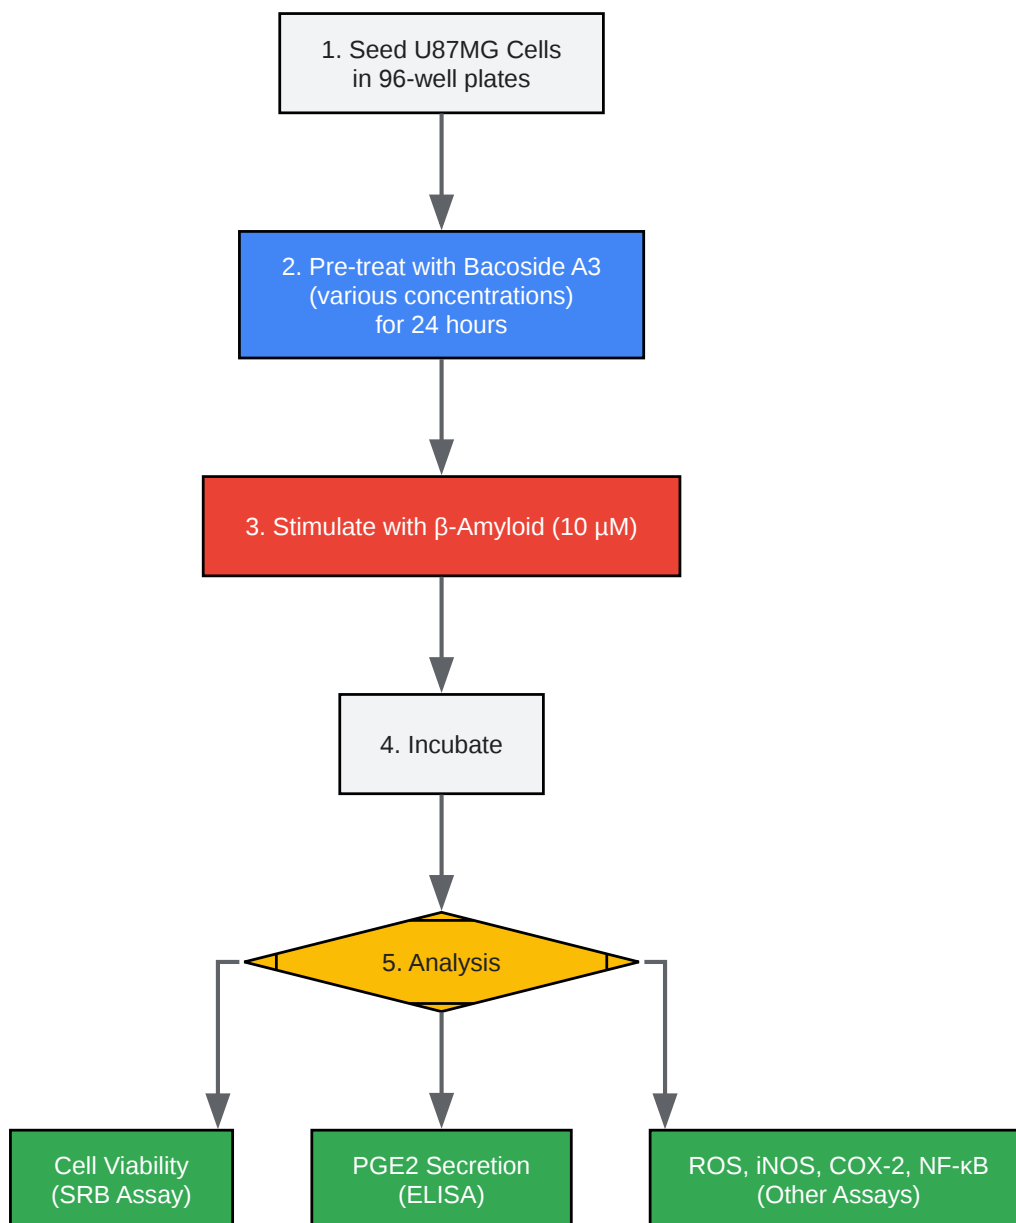 1. Seed U87MG Cells
in 96-well plates
2. Pre-treat with Bacoside A3
(various concentrations)
for 24 hours
3. Stimulate with β-Amyloid (10 µM)
4. Incubate
5. Analysis
Cell Viability
(SRB Assay)
PGE2 Secretion
(ELISA)
ROS, iNOS, COX-2, NF-κB
(Other Assays)